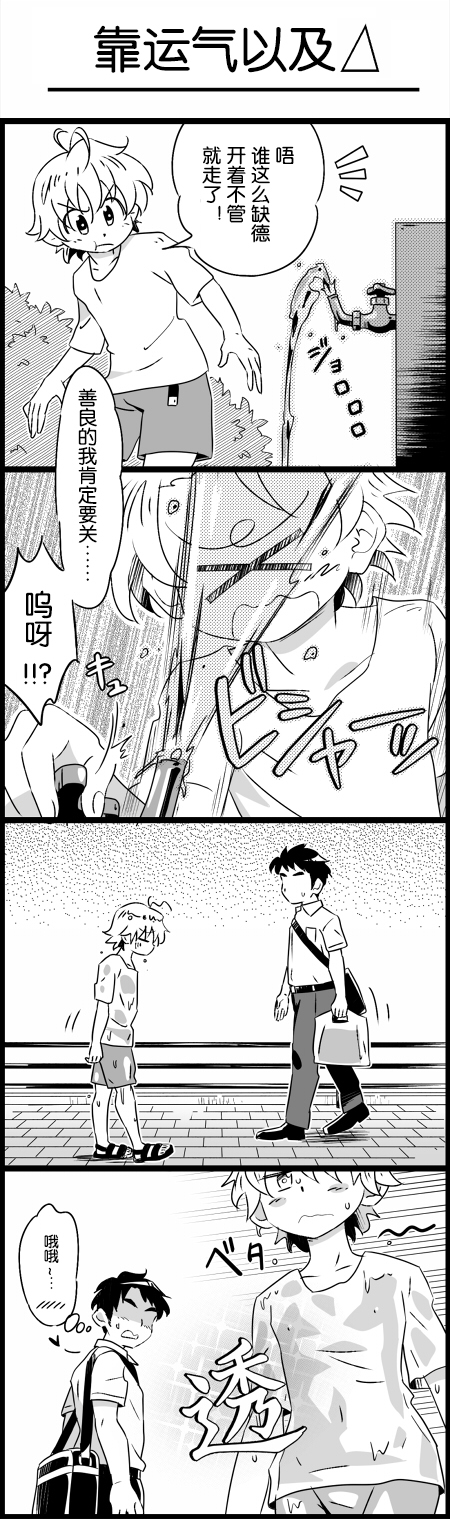 靠运气以及△
唔
谁这么缺德
开着不管
就走了！
ジョロロロ
善良的我肯定要关……
呜呀
!!?
キュ
ビシャーッ
哦哦～……
ベタ
透